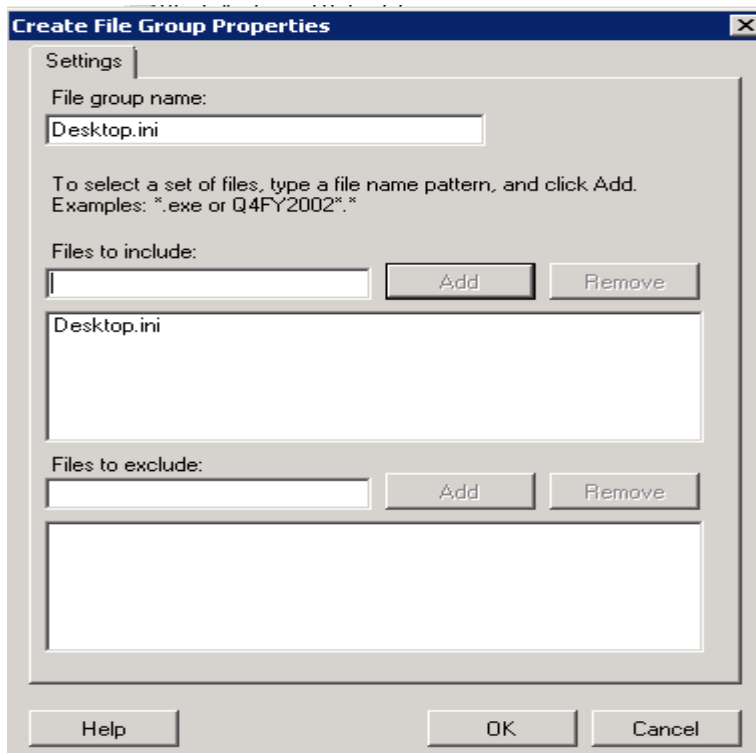 Create File Group Properties
Settings
File group name:
Desktop.ini
To select a set of files, type a file name pattern, and click Add.
Examples: *.exe or Q4FY2002*.*
Files to include:
Add Remove
Desktop.ini
Files to exclude:
Add Remove
Help OK Cancel